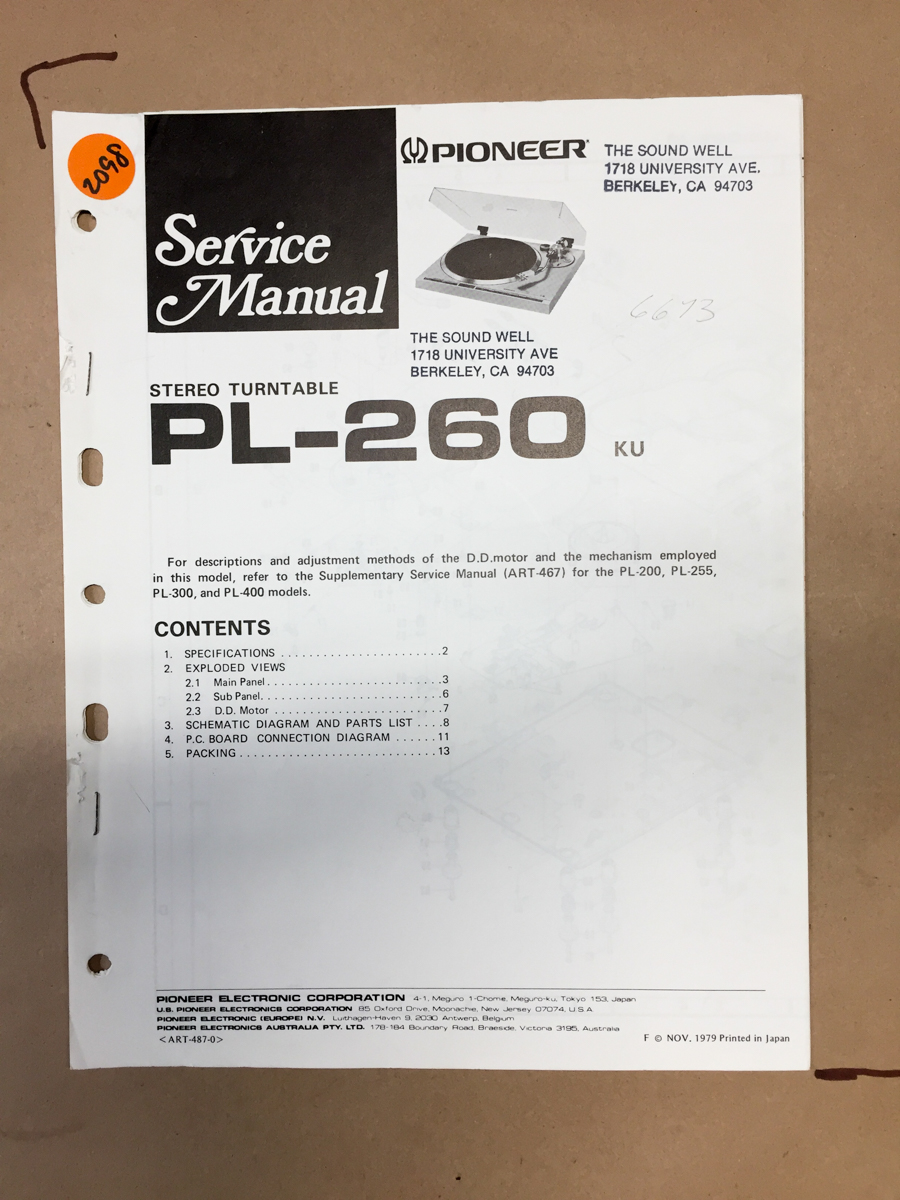 2098
Service
Manual
PIONEER®
THE SOUND WELL
1718 UNIVERSITY AVE.
BERKELEY, CA 94703
6673
THE SOUND WELL
1718 UNIVERSITY AVE
BERKELEY, CA 94703
STEREO TURNTABLE
PL-260 KU
For descriptions and adjustment methods of the D.D.motor and the mechanism employed
in this model, refer to the Supplementary Service Manual (ART-467) for the PL-200, PL-255,
PL-300, and PL-400 models.
CONTENTS
1. SPECIFICATIONS . . . . . . . . . . . . . . . . . . . . . . . 2
2. EXPLODED VIEWS
2.1 Main Panel . . . . . . . . . . . . . . . . . . . . . . . . . 3
2.2 Sub Panel. . . . . . . . . . . . . . . . . . . . . . . . . . 6
2.3 D.D. Motor . . . . . . . . . . . . . . . . . . . . . . . . 7
3. SCHEMATIC DIAGRAM AND PARTS LIST . . . . 8
4. P.C. BOARD CONNECTION DIAGRAM . . . . . . 11
5. PACKING . . . . . . . . . . . . . . . . . . . . . . . . . . . . 13
PIONEER ELECTRONIC CORPORATION 4-1, Meguro 1-Chome, Meguro-ku, Tokyo 153, Japan
U.S. PIONEER ELECTRONICS CORPORATION 85 Oxford Drive, Moonachie, New Jersey 07074, U.S.A.
PIONEER ELECTRONIC (EUROPE) N.V. Luithagen-Haven 9, 2030 Antwerp, Belgium
PIONEER ELECTRONICS AUSTRALIA PTY. LTD. 178-184 Boundary Road, Braeside, Victoria 3195, Australia
<ART-487-0> F © NOV. 1979 Printed in Japan